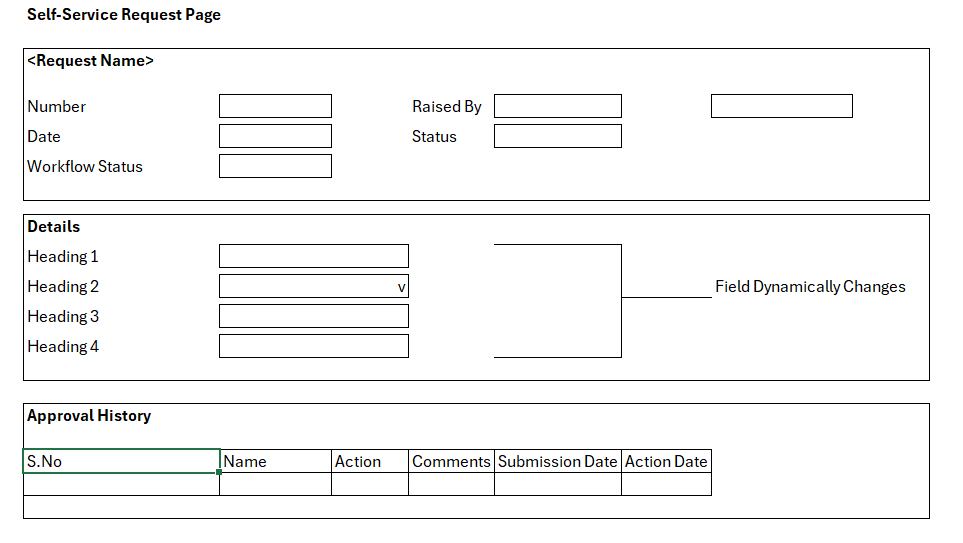 Self-Service Request Page
<Request Name>
Number Raised By
Date Status
Workflow Status
Details
Heading 1
Heading 2 v Field Dynamically Changes
Heading 3
Heading 4
Approval History
S.No Name Action Comments Submission Date Action Date